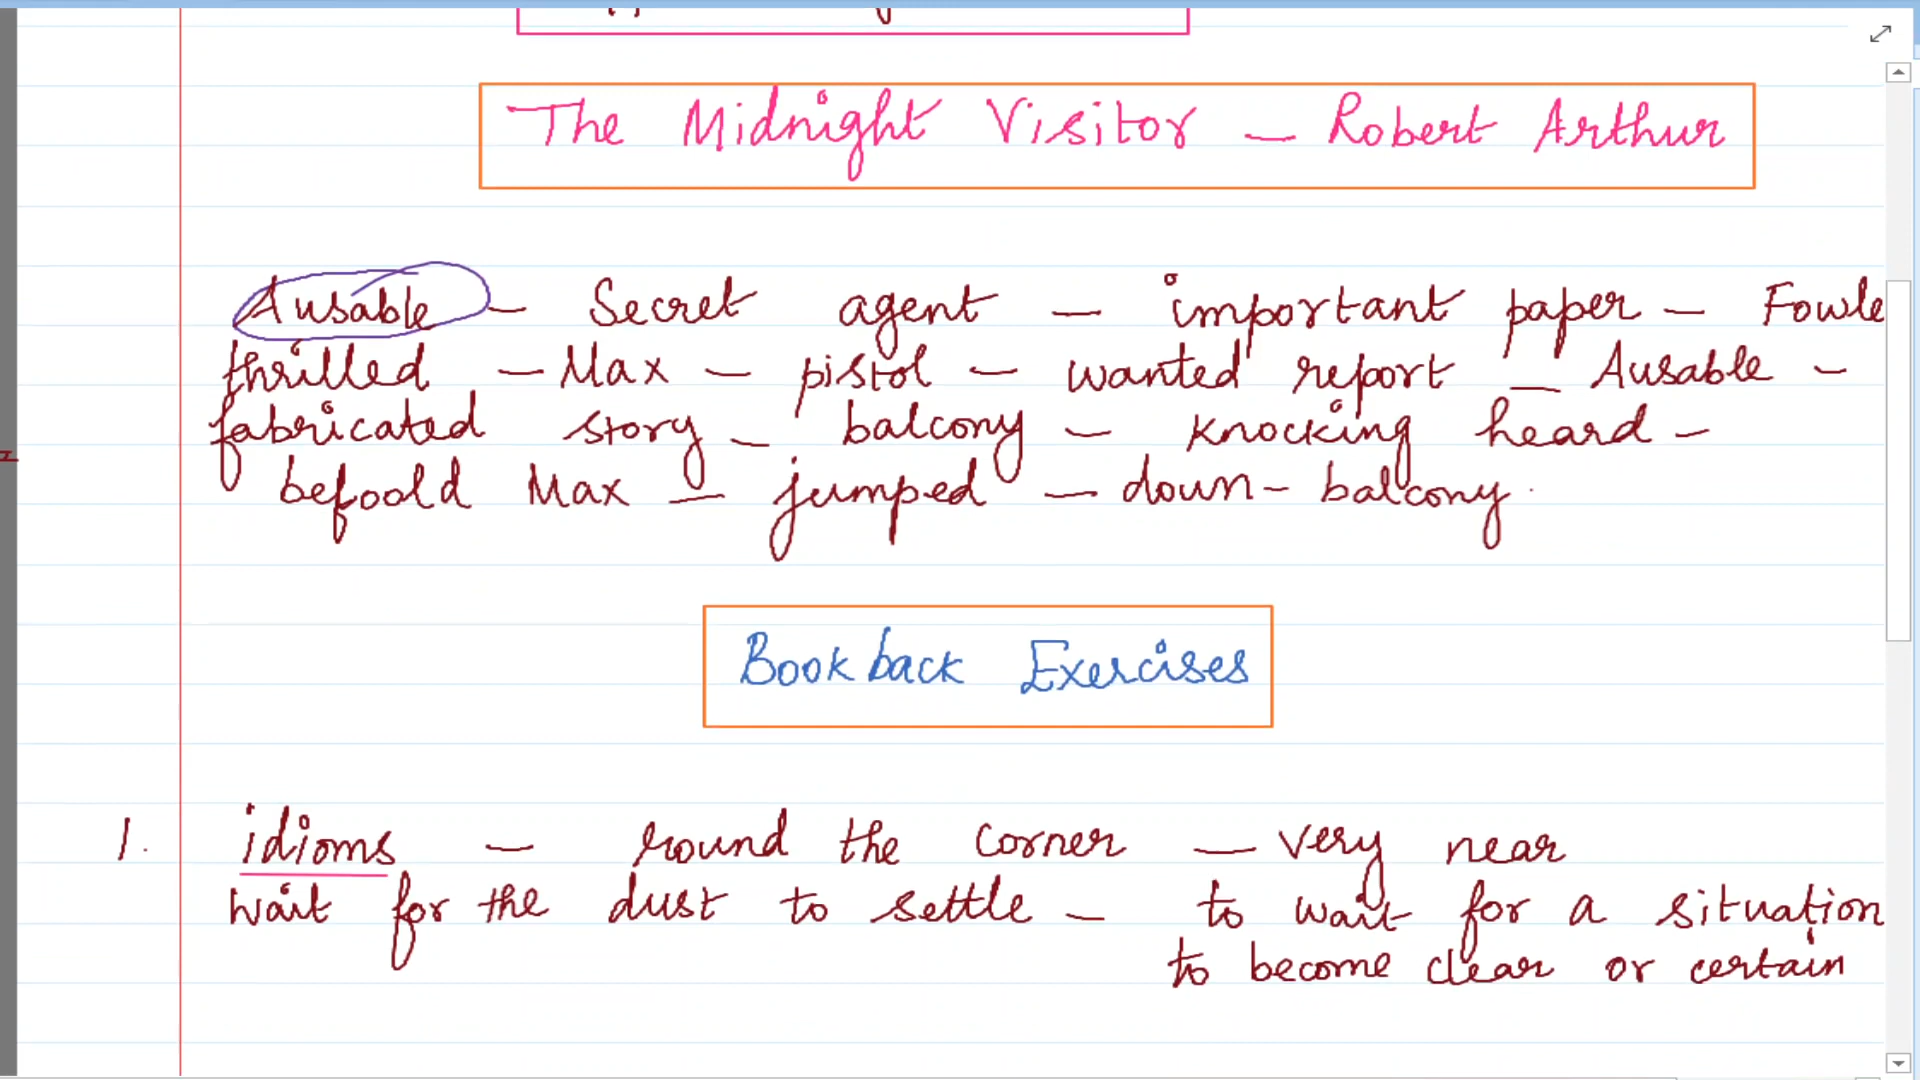 The Midnight Visitor — Robert Arthur
Ausable — Secret agent — important paper — Fowle
thrilled — Max — pistol — wanted report — Ausable —
fabricated story — balcony — knocking heard —
befoold Max — jumped — down - balcony.
Book back Exercises
1. idioms — round the corner — very near
wait for the dust to settle — to wait for a situation
to become clear or certain